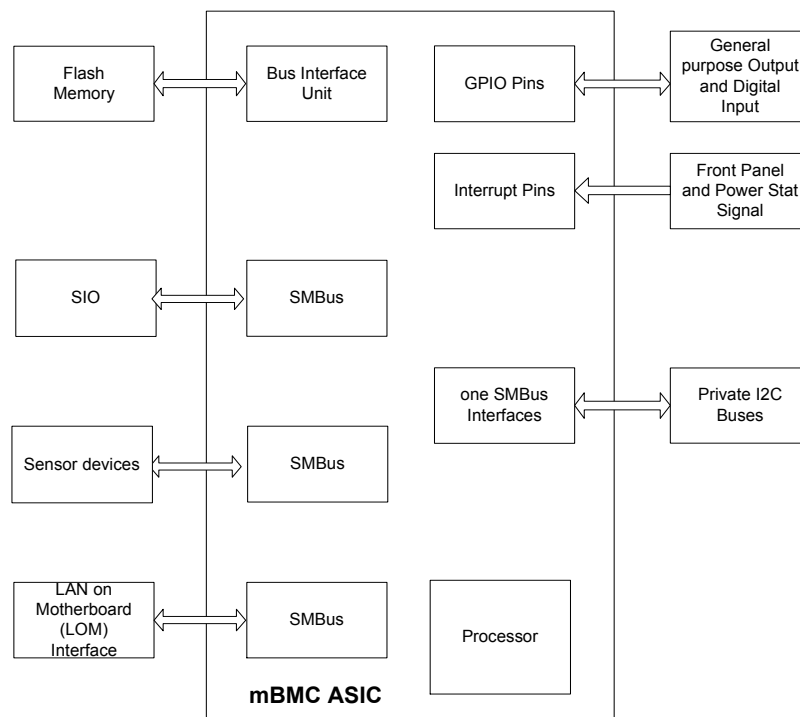 Flash
Memory
Bus Interface
Unit
GPIO Pins
General
purpose Output
and Digital
Input
Interrupt Pins
Front Panel
and Power Stat
Signal
SIO
SMBus
one SMBus
Interfaces
Private I2C
Buses
Sensor devices
SMBus
LAN on
Motherboard
(LOM)
Interface
SMBus
Processor
mBMC ASIC